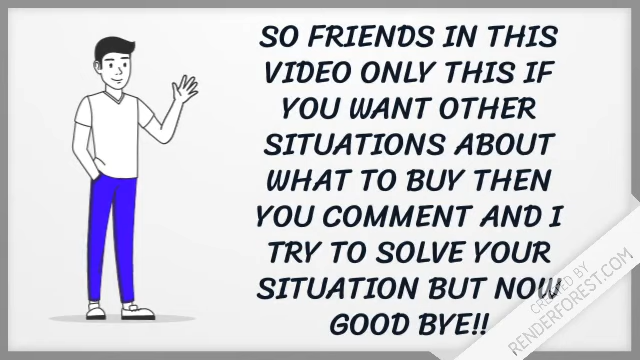 SO FRIENDS IN THIS
VIDEO ONLY THIS IF
YOU WANT OTHER
SITUATIONS ABOUT
WHAT TO BUY THEN
YOU COMMENT AND I
TRY TO SOLVE YOUR
SITUATION BUT NOW
GOOD BYE!!
CREATED BY
RENDERFOREST.COM